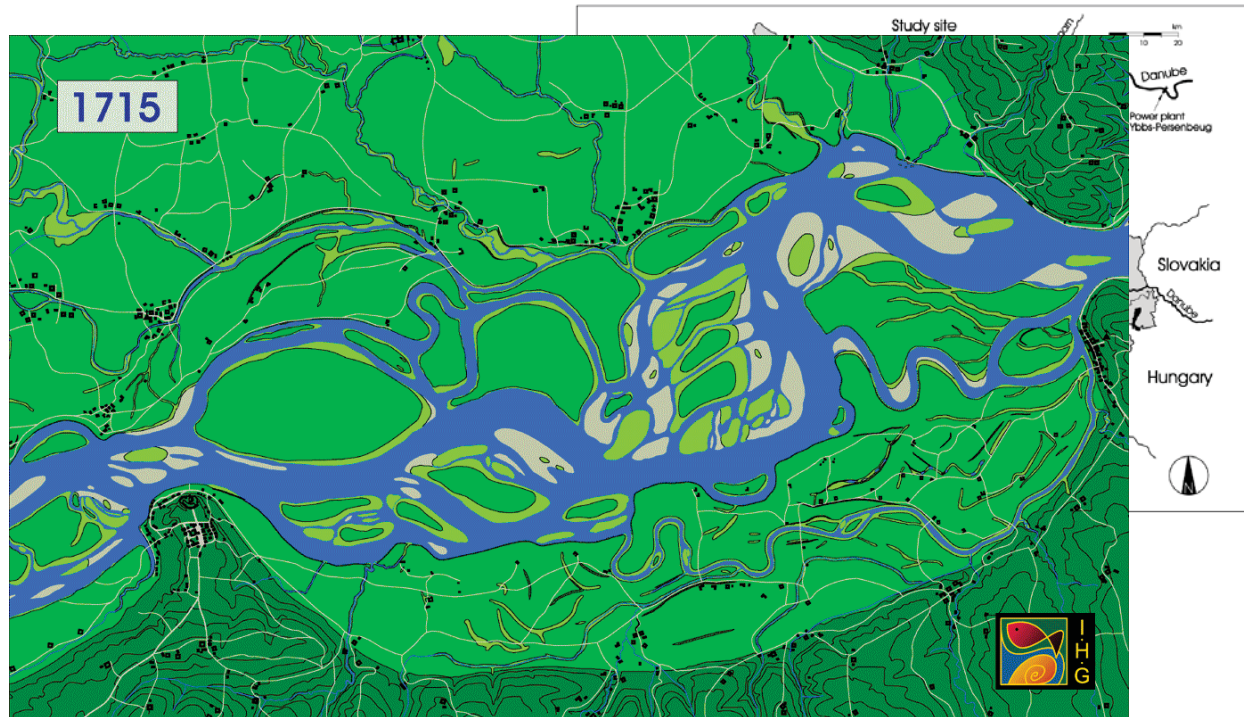 Study site
km
10 20
1715
Danube
Power plant
Ybbs-Persenbeug
Slovakia
Danube
Hungary
N
I·H·G